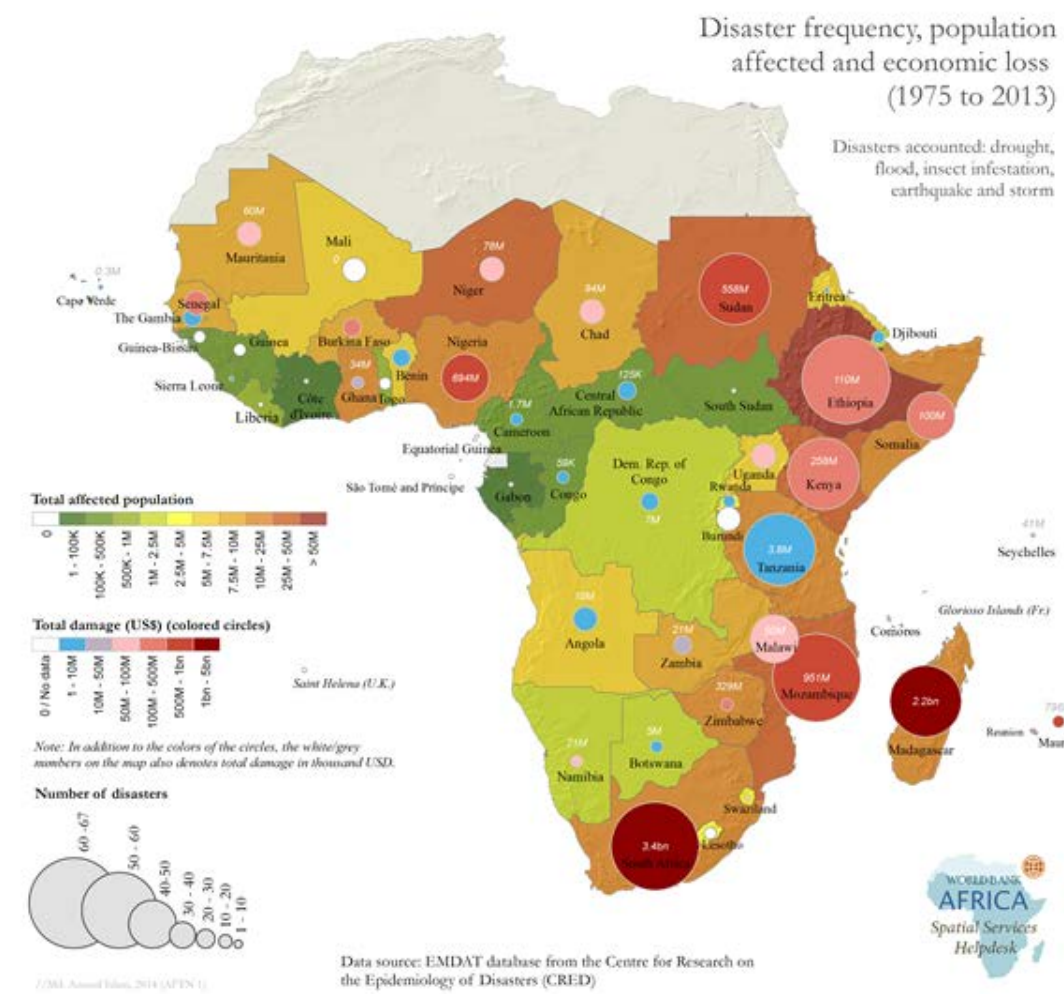 Disaster frequency, population
affected and economic loss
(1975 to 2013)
Disasters accounted: drought,
flood, insect infestation,
earthquake and storm
60M
Mauritania
Mali
0
78M
Niger
94M
Chad
558M
Sudan
Eritrea
Djibouti
0.3M
Cape Verde
Senegal
The Gambia
Guinea-Bissau
Guinea
Sierra Leone
Liberia
Côte
d'Ivoire
Burkina Faso
34M
Ghana
Togo
Benin
Nigeria
694M
1.7M
Cameroon
125K
Central
African Republic
South Sudan
110M
Ethiopia
100M
Somalia
Equatorial Guinea
São Tomé and Príncipe
Gabon
59K
Congo
Dem. Rep. of
Congo
7M
Uganda
Rwanda
Burundi
258M
Kenya
3.8M
Tanzania
41M
Seychelles
Glorioso Islands (Fr.)
Comoros
10M
Angola
21M
Zambia
Malawi
951M
Mozambique
329M
Zimbabwe
2.2bn
Madagascar
Reunion
Saint Helena (U.K.)
21M
Namibia
5M
Botswana
Swaziland
Lesotho
3.4bn
South Africa
Total affected population
0
1 - 100K
100K - 500K
500K - 1M
1M - 2.5M
2.5M - 5M
5M - 7.5M
7.5M - 10M
10M - 25M
25M - 50M
> 50M
Total damage (US$) (colored circles)
0 / No data
1 - 10M
10M - 50M
50M - 100M
100M - 500M
500M - 1bn
1bn - 5bn
Note: In addition to the colors of the circles, the white/grey
numbers on the map also denotes total damage in thousand USD.
Number of disasters
60 -67
50 - 60
40-50
30 - 40
20 - 30
10 - 20
1 - 10
WORLD BANK
AFRICA
Spatial Services
Helpdesk
Data source: EMDAT database from the Centre for Research on
the Epidemiology of Disasters (CRED)